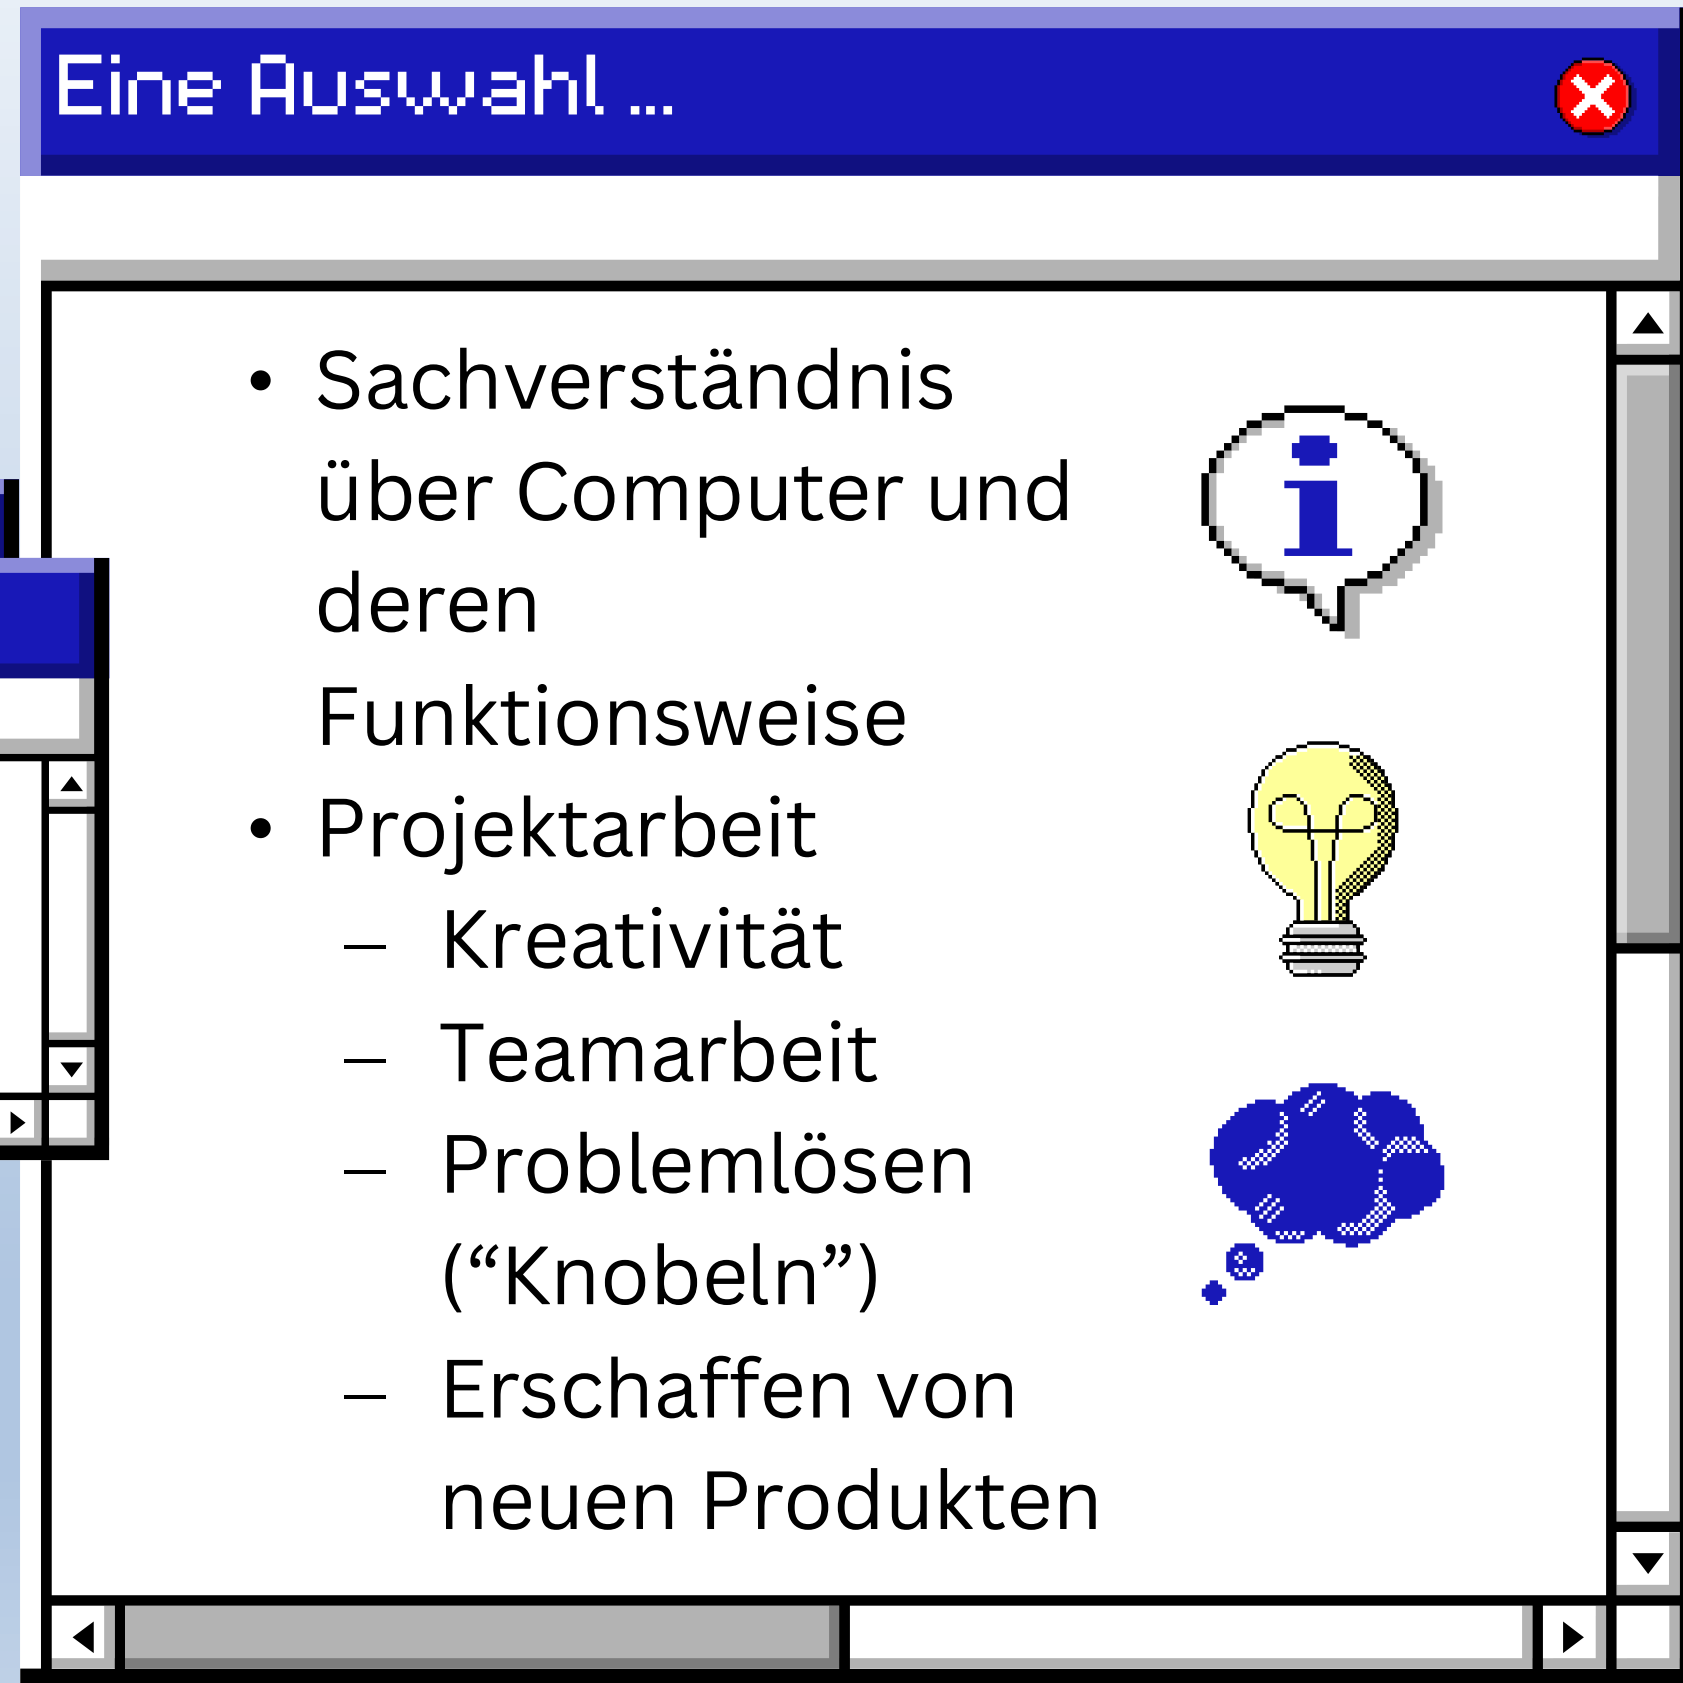 Eine Auswahl ...
• Sachverständnis
über Computer und
deren
Funktionsweise
• Projektarbeit
– Kreativität
– Teamarbeit
– Problemlösen
(“Knobeln”)
– Erschaffen von
neuen Produkten
i